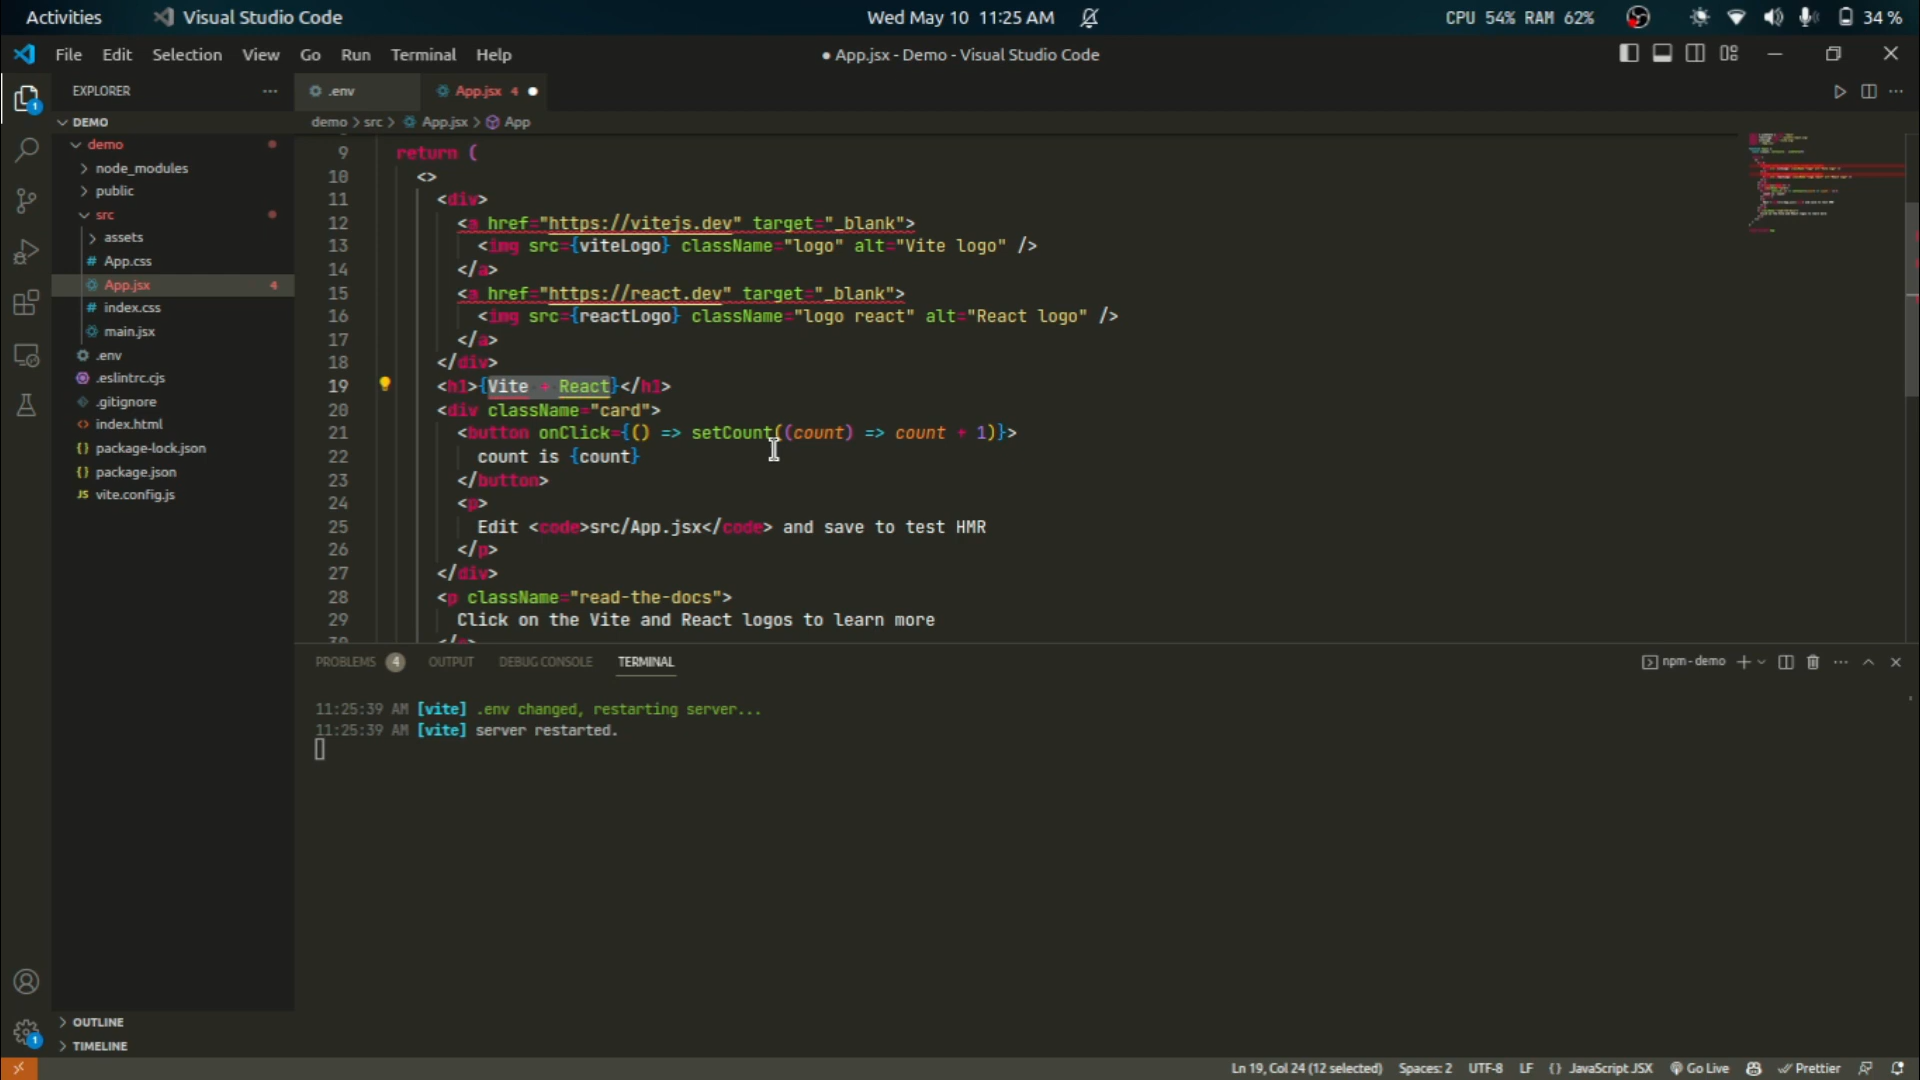 Activities
Visual Studio Code
Wed May 10 11:25 AM
CPU 54% RAM 62%
34 %
File Edit Selection View Go Run Terminal Help
● App.jsx - Demo - Visual Studio Code
EXPLORER
.env
App.jsx 4
demo > src > App.jsx > App
DEMO
demo
node_modules
public
src
assets
# App.css
App.jsx 4
# index.css
main.jsx
.env
.eslintrc.cjs
.gitignore
<> index.html
{} package-lock.json
{} package.json
JS vite.config.js
OUTLINE
TIMELINE
1
1
9 return (
10 <>
11 <div>
12 <a href="https://vitejs.dev" target="_blank">
13 <img src={viteLogo} className="logo" alt="Vite logo" />
14 </a>
15 <a href="https://react.dev" target="_blank">
16 <img src={reactLogo} className="logo react" alt="React logo" />
17 </a>
18 </div>
19 <h1>{Vite + React}</h1>
20 <div className="card">
21 <button onClick={() => setCount((count) => count + 1)}>
22 count is {count}
23 </button>
24 <p>
25 Edit <code>src/App.jsx</code> and save to test HMR
26 </p>
27 </div>
28 <p className="read-the-docs">
29 Click on the Vite and React logos to learn more
PROBLEMS 4 OUTPUT DEBUG CONSOLE TERMINAL
npm - demo
11:25:39 AM [vite] .env changed, restarting server...
11:25:39 AM [vite] server restarted.
Ln 19, Col 24 (12 selected) Spaces: 2 UTF-8 LF {} JavaScript JSX Go Live Prettier